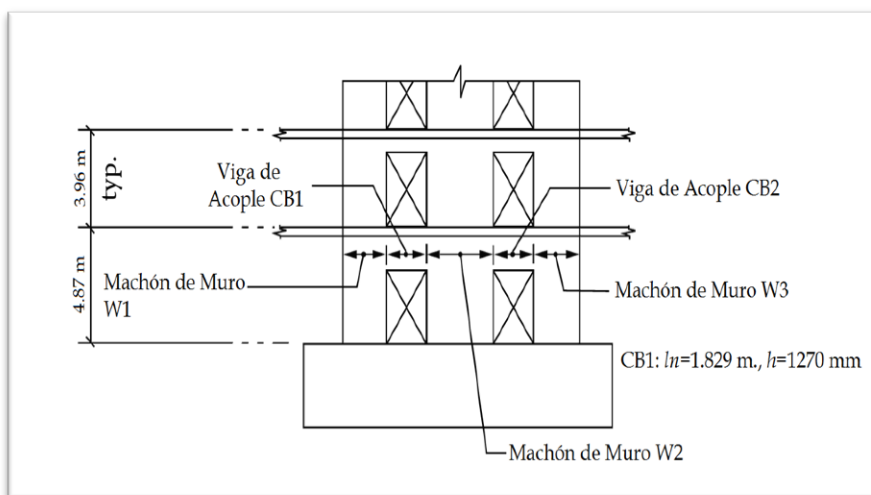 3.96 m
typ.
4.87 m
Viga de
Acople CB1
Viga de Acople CB2
Machón de Muro
W1
Machón de Muro W3
CB1: ln=1.829 m., h=1270 mm
Machón de Muro W2